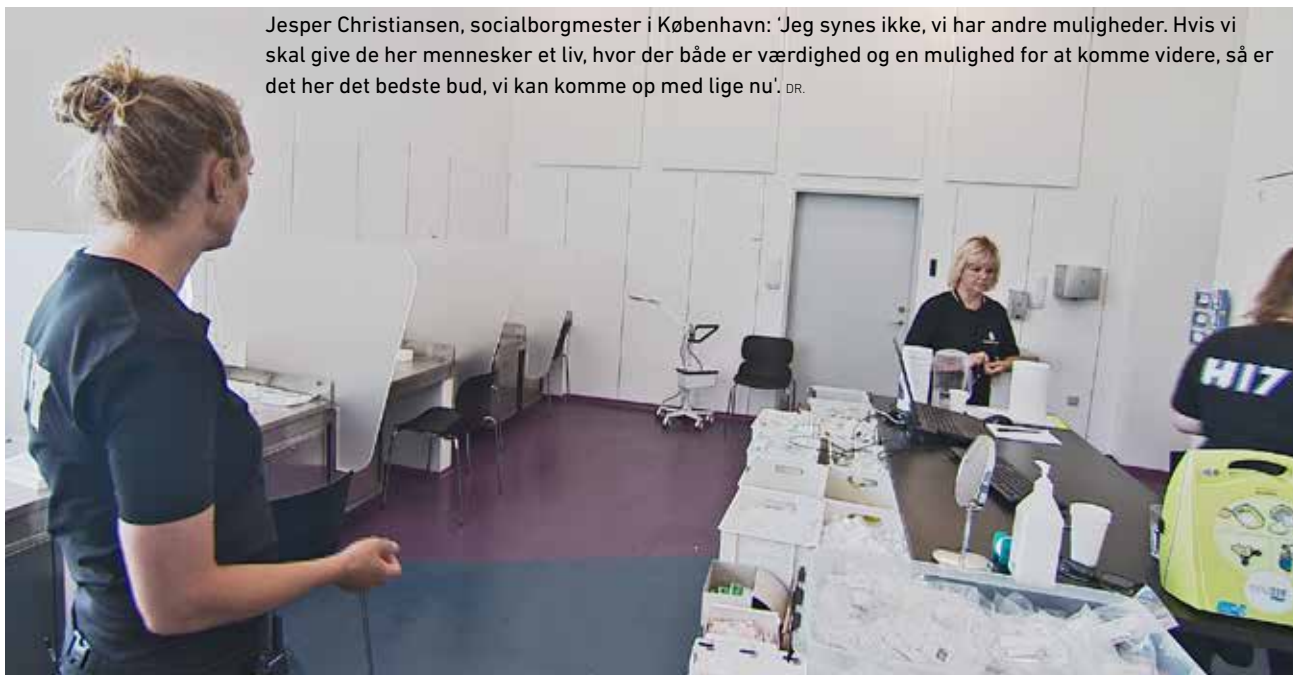 Jesper Christiansen, socialborgmester i København: 'Jeg synes ikke, vi har andre muligheder. Hvis vi
skal give de her mennesker et liv, hvor der både er værdighed og en mulighed for at komme videre, så er
det her det bedste bud, vi kan komme op med lige nu'. DR.
H17